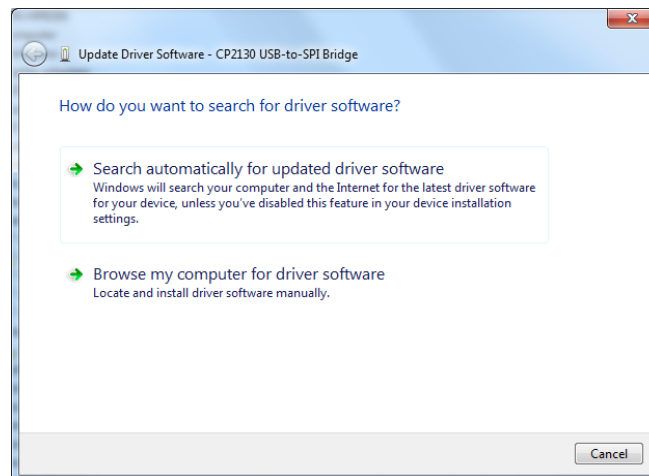 Update Driver Software - CP2130 USB-to-SPI Bridge
How do you want to search for driver software?
Search automatically for updated driver software
Windows will search your computer and the Internet for the latest driver software
for your device, unless you've disabled this feature in your device installation
settings.
Browse my computer for driver software
Locate and install driver software manually.
Cancel